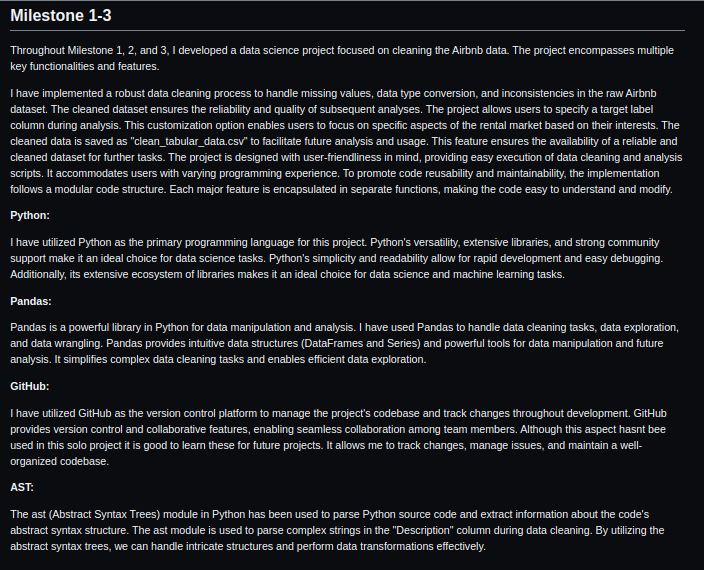 Milestone 1-3
Throughout Milestone 1, 2, and 3, I developed a data science project focused on cleaning the Airbnb data. The project encompasses multiple
key functionalities and features.
I have implemented a robust data cleaning process to handle missing values, data type conversion, and inconsistencies in the raw Airbnb
dataset. The cleaned dataset ensures the reliability and quality of subsequent analyses. The project allows users to specify a target label
column during analysis. This customization option enables users to focus on specific aspects of the rental market based on their interests. The
cleaned data is saved as "clean_tabular_data.csv" to facilitate future analysis and usage. This feature ensures the availability of a reliable and
cleaned dataset for further tasks. The project is designed with user-friendliness in mind, providing easy execution of data cleaning and analysis
scripts. It accommodates users with varying programming experience. To promote code reusability and maintainability, the implementation
follows a modular code structure. Each major feature is encapsulated in separate functions, making the code easy to understand and modify.
Python:
I have utilized Python as the primary programming language for this project. Python's versatility, extensive libraries, and strong community
support make it an ideal choice for data science tasks. Python's simplicity and readability allow for rapid development and easy debugging.
Additionally, its extensive ecosystem of libraries makes it an ideal choice for data science and machine learning tasks.
Pandas:
Pandas is a powerful library in Python for data manipulation and analysis. I have used Pandas to handle data cleaning tasks, data exploration,
and data wrangling. Pandas provides intuitive data structures (DataFrames and Series) and powerful tools for data manipulation and future
analysis. It simplifies complex data cleaning tasks and enables efficient data exploration.
GitHub:
I have utilized GitHub as the version control platform to manage the project's codebase and track changes throughout development. GitHub
provides version control and collaborative features, enabling seamless collaboration among team members. Although this aspect hasnt bee
used in this solo project it is good to learn these for future projects. It allows me to track changes, manage issues, and maintain a well-
organized codebase.
AST:
The ast (Abstract Syntax Trees) module in Python has been used to parse Python source code and extract information about the code's
abstract syntax structure. The ast module is used to parse complex strings in the "Description" column during data cleaning. By utilizing the
abstract syntax trees, we can handle intricate structures and perform data transformations effectively.